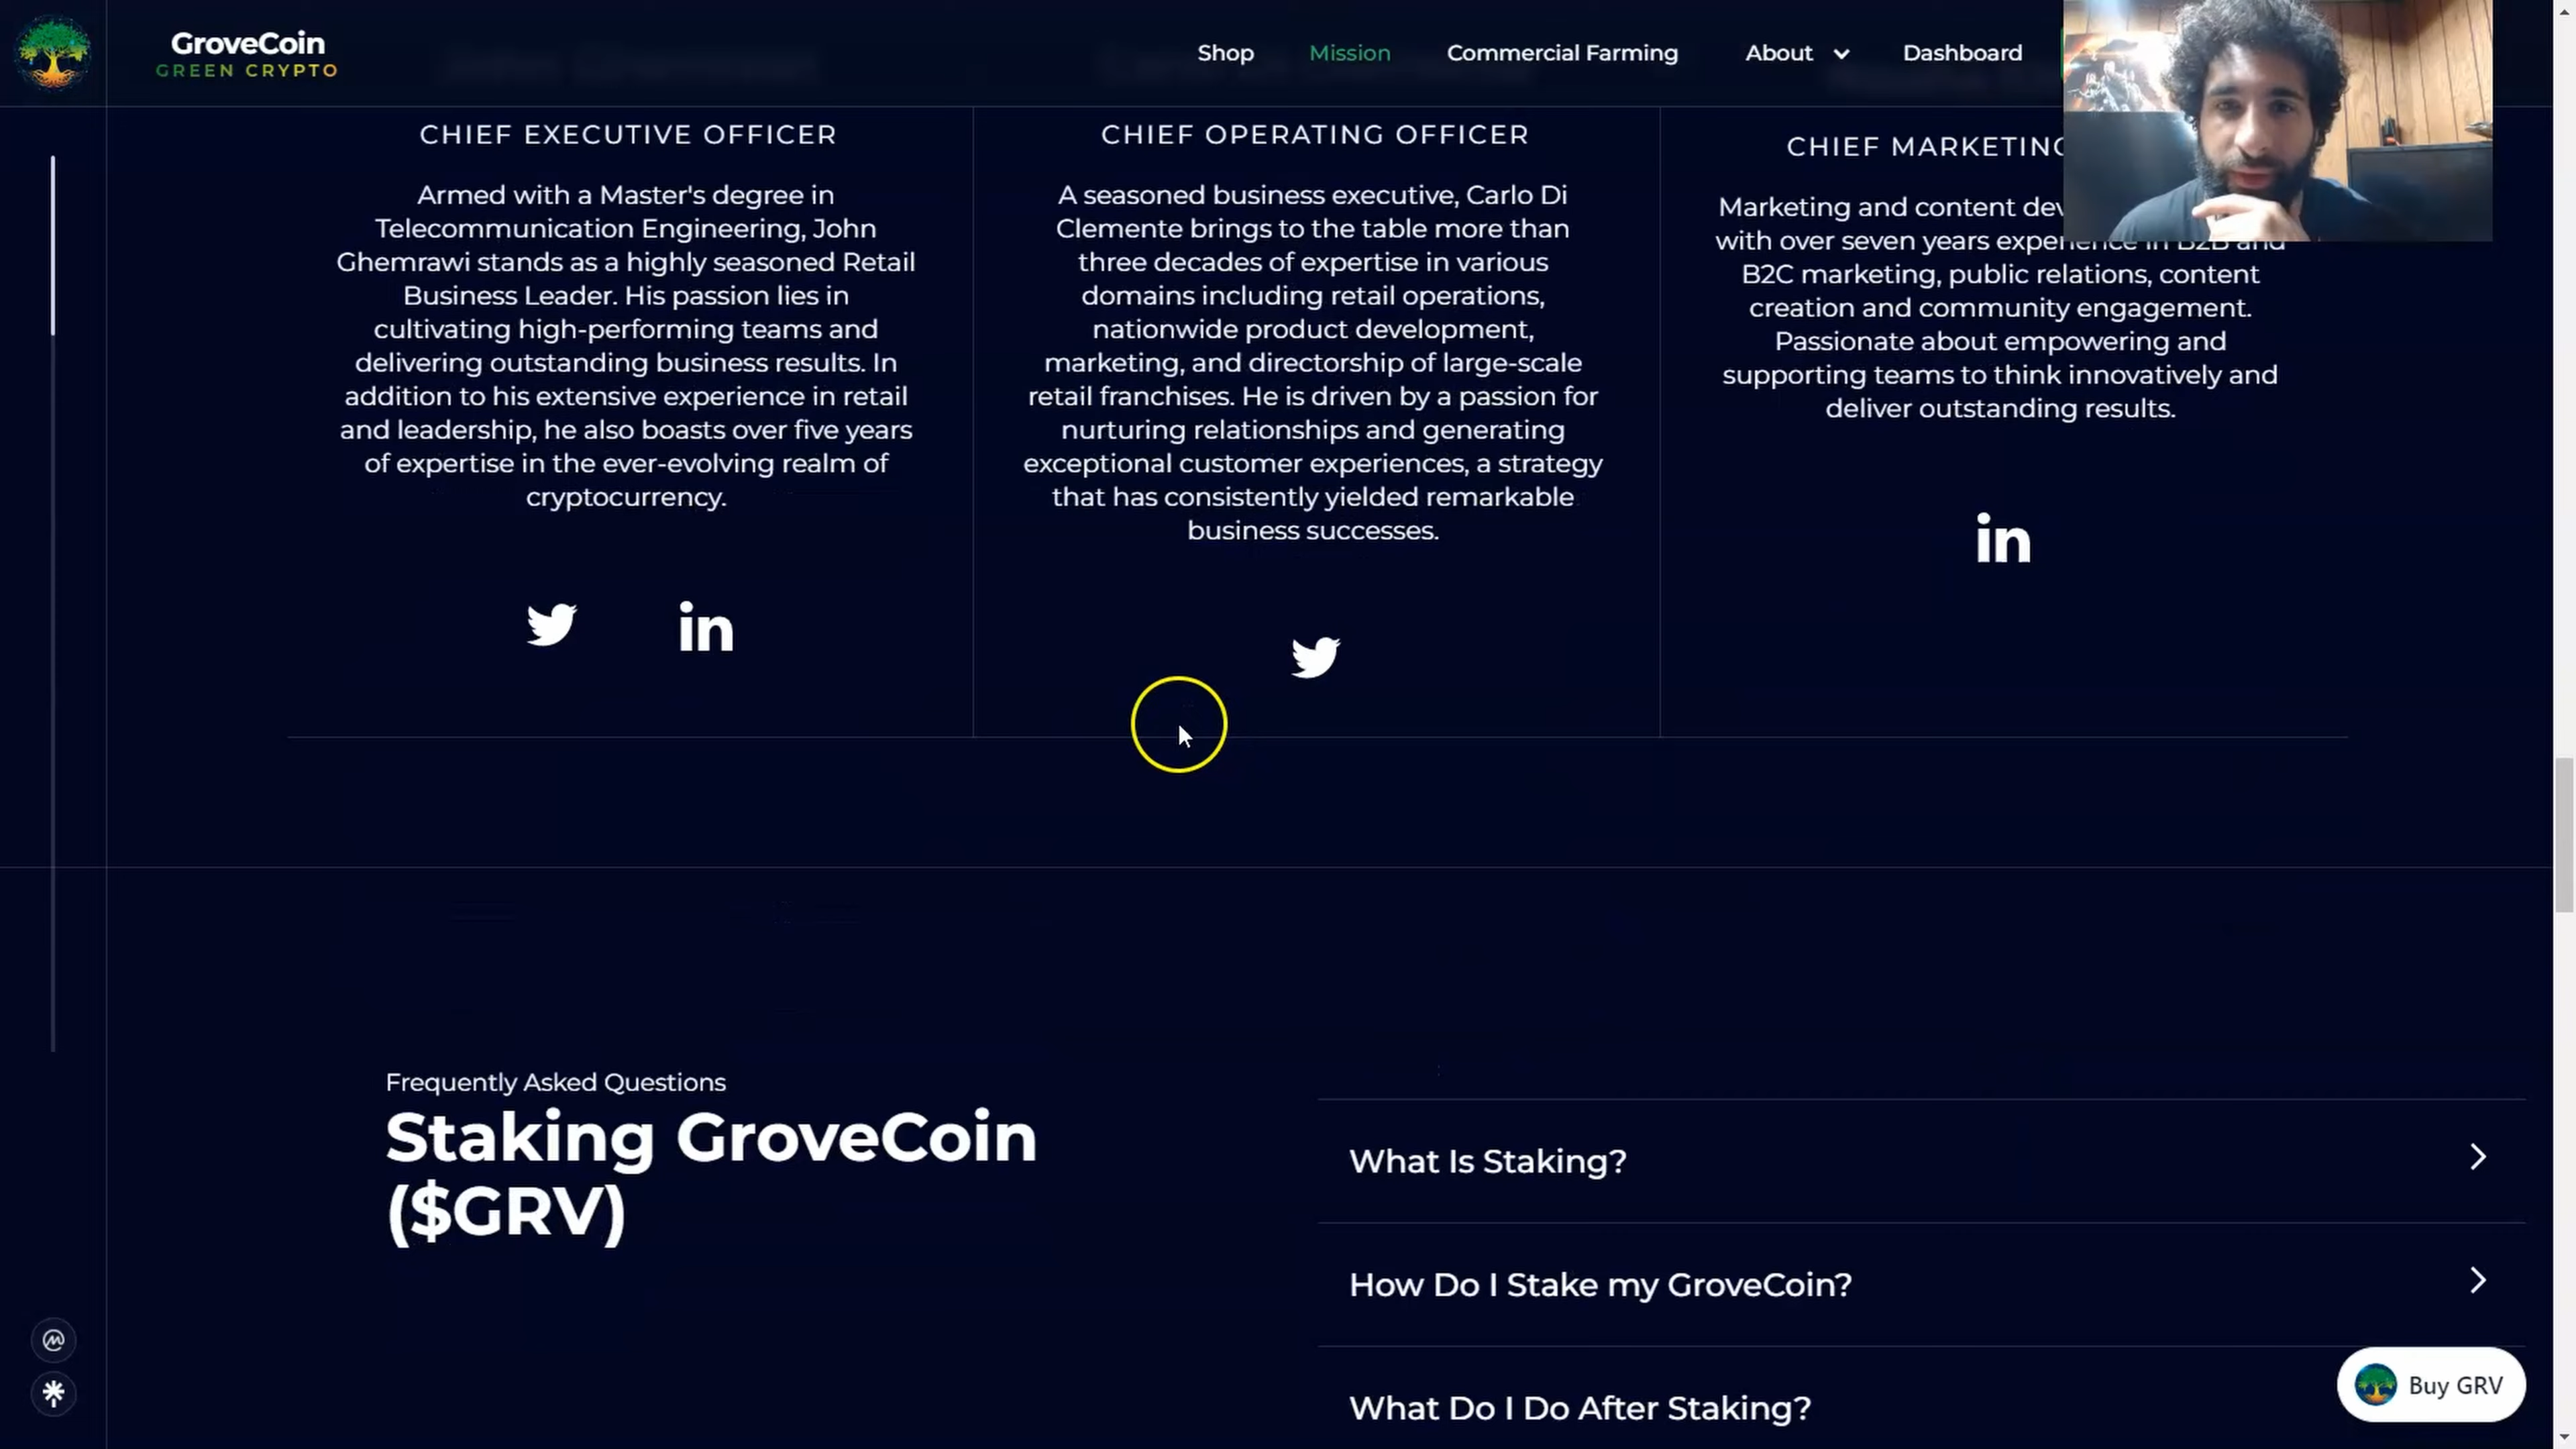 GroveCoin
GREEN CRYPTO
Shop
Mission
Commercial Farming
About
Dashboard
CHIEF EXECUTIVE OFFICER
Armed with a Master's degree in
Telecommunication Engineering, John
Ghemrawi stands as a highly seasoned Retail
Business Leader. His passion lies in
cultivating high-performing teams and
delivering outstanding business results. In
addition to his extensive experience in retail
and leadership, he also boasts over five years
of expertise in the ever-evolving realm of
cryptocurrency.
in
CHIEF OPERATING OFFICER
A seasoned business executive, Carlo Di
Clemente brings to the table more than
three decades of expertise in various
domains including retail operations,
nationwide product development,
marketing, and directorship of large-scale
retail franchises. He is driven by a passion for
nurturing relationships and generating
exceptional customer experiences, a strategy
that has consistently yielded remarkable
business successes.
CHIEF MARKETING
Marketing and content
with over seven years experience in B2B and
B2C marketing, public relations, content
creation and community engagement.
Passionate about empowering and
supporting teams to think innovatively and
deliver outstanding results.
in
Frequently Asked Questions
Staking GroveCoin
($GRV)
What Is Staking?
How Do I Stake my GroveCoin?
What Do I Do After Staking?
Buy GRV